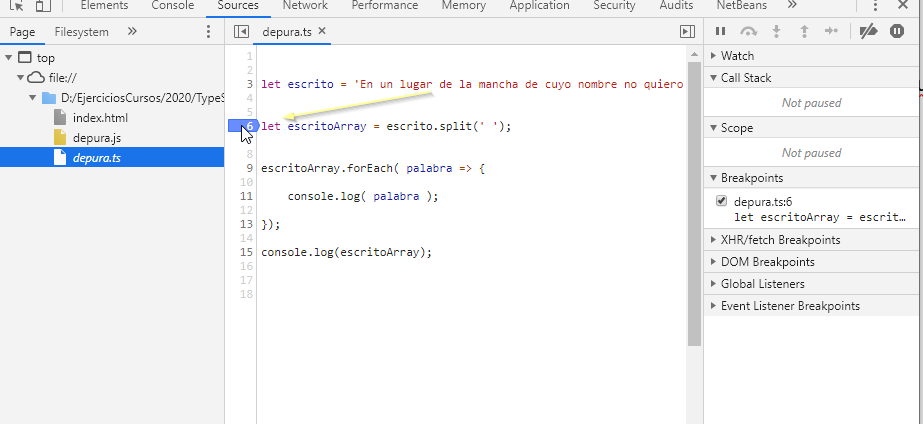 Elements Console Sources Network Performance Memory Application Security Audits NetBeans »
Page Filesystem »
top
file://
D:/EjerciciosCursos/2020/TypeS
index.html
depura.js
depura.ts
depura.ts ×
1
3 let escrito = 'En un lugar de la mancha de cuyo nombre no quiero
4
5
6 let escritoArray = escrito.split(' ');
8
9 escritoArray.forEach( palabra => {
10
11 console.log( palabra );
12
13 });
14
15 console.log(escritoArray);
16
17
18
Watch
Call Stack
Not paused
Scope
Not paused
Breakpoints
depura.ts:6
let escritoArray = escrit…
XHR/fetch Breakpoints
DOM Breakpoints
Global Listeners
Event Listener Breakpoints